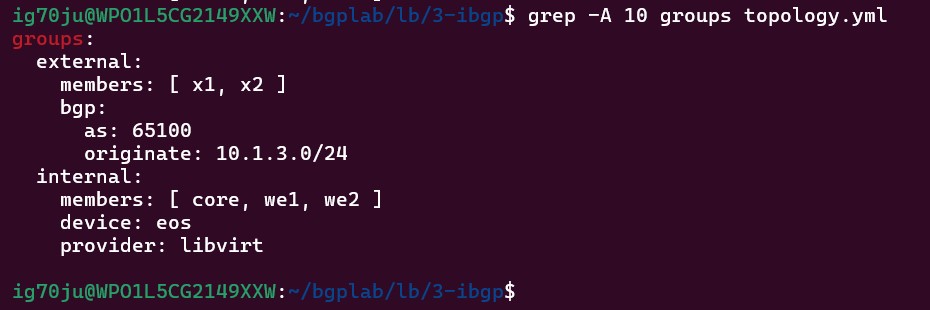 ig70ju@WPO1L5CG2149XXW:~/bgplab/lb/3-ibgp$ grep -A 10 groups topology.yml
groups:
  external:
    members: [ x1, x2 ]
    bgp:
      as: 65100
      originate: 10.1.3.0/24
  internal:
    members: [ core, we1, we2 ]
    device: eos
    provider: libvirt

ig70ju@WPO1L5CG2149XXW:~/bgplab/lb/3-ibgp$